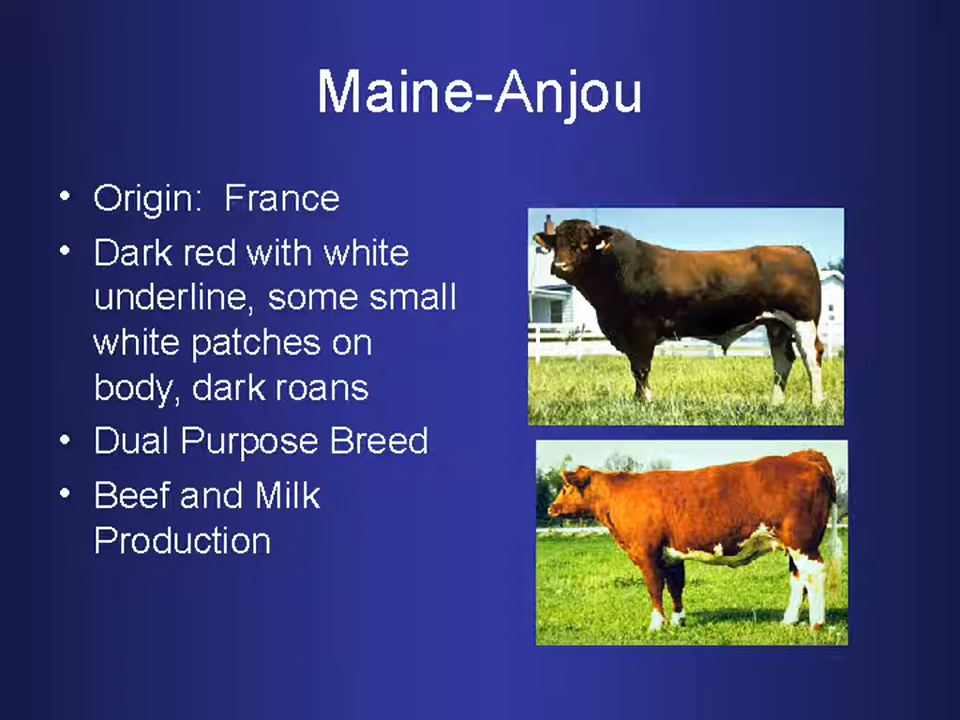 Maine-Anjou
• Origin:  France
• Dark red with white
underline, some small
white patches on
body, dark roans
• Dual Purpose Breed
• Beef and Milk
Production